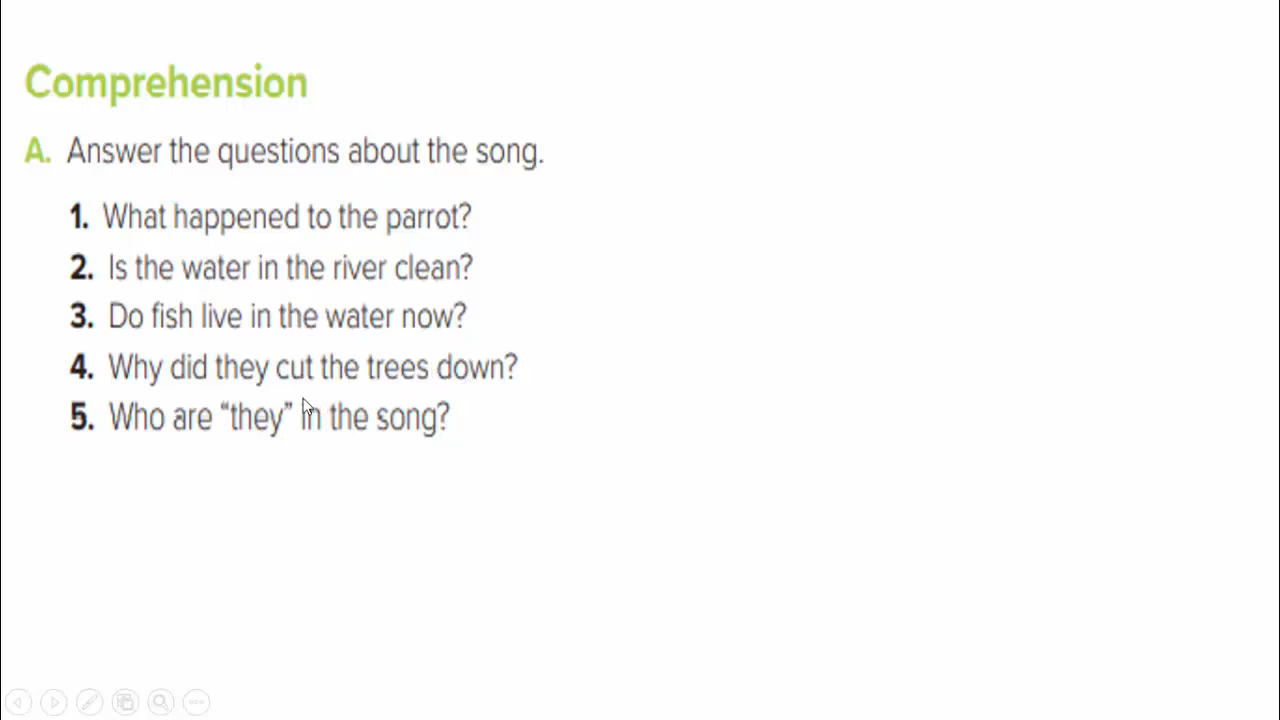 Comprehension
A. Answer the questions about the song.
1. What happened to the parrot?
2. Is the water in the river clean?
3. Do fish live in the water now?
4. Why did they cut the trees down?
5. Who are “they” in the song?